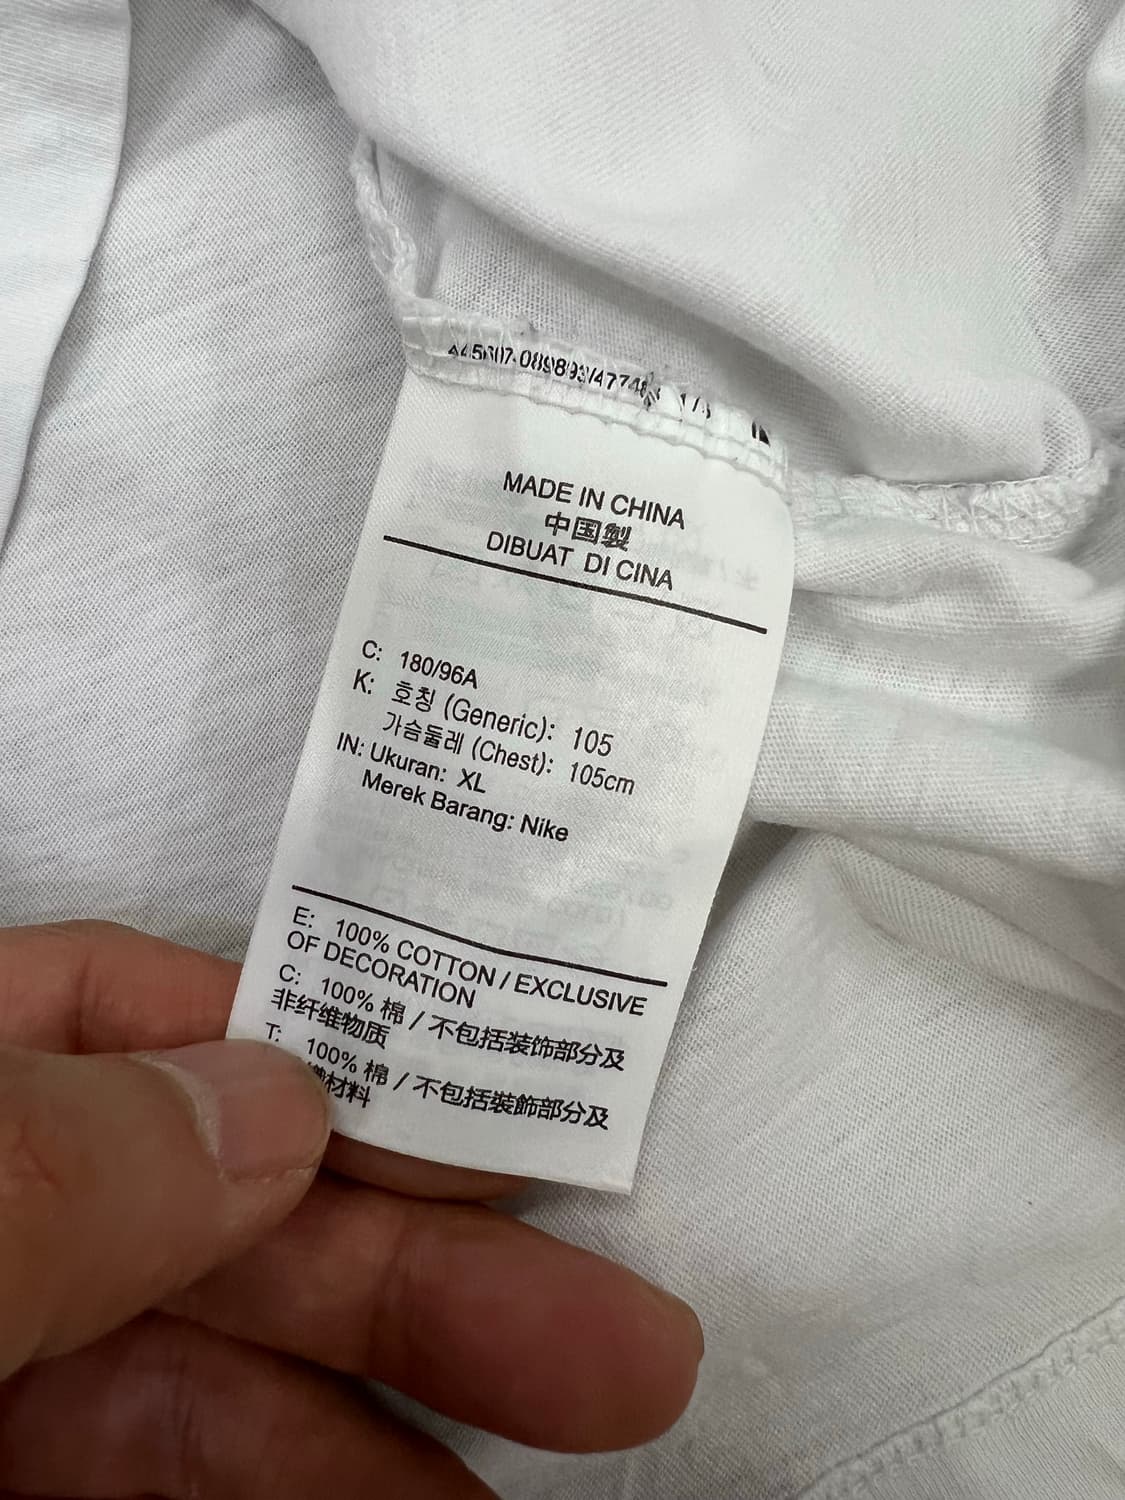 MADE IN CHINA
中国製
DIBUAT DI CINA
C: 180/96A
K: 호칭 (Generic): 105
가슴둘레 (Chest): 105cm
IN: Ukuran: XL
Merek Barang: Nike
E: 100% COTTON / EXCLUSIVE
OF DECORATION
C: 100% 棉 / 不包括装饰部分及
非纤维物质
T: 100% 棉 / 不包括裝飾部分及
材料